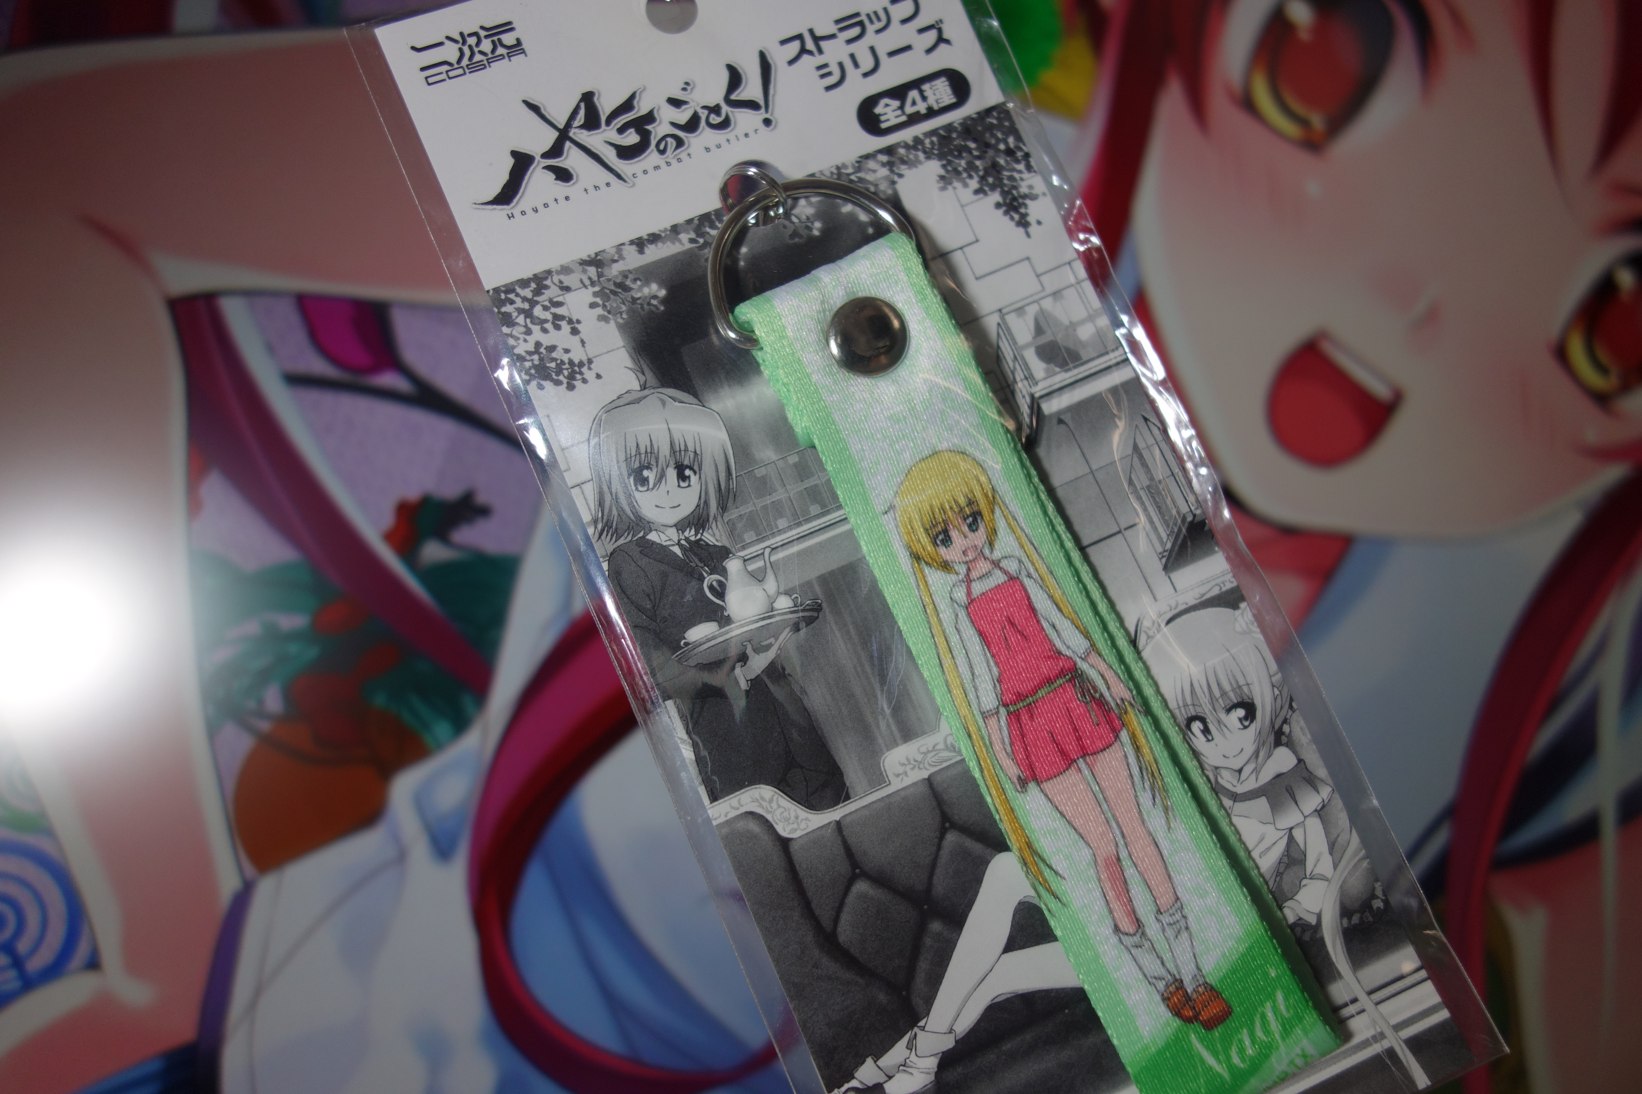 二次元
COSPA
ハヤテのごとく!
Hayate the combat butler
ストラップ
シリーズ
全4種
Nagi